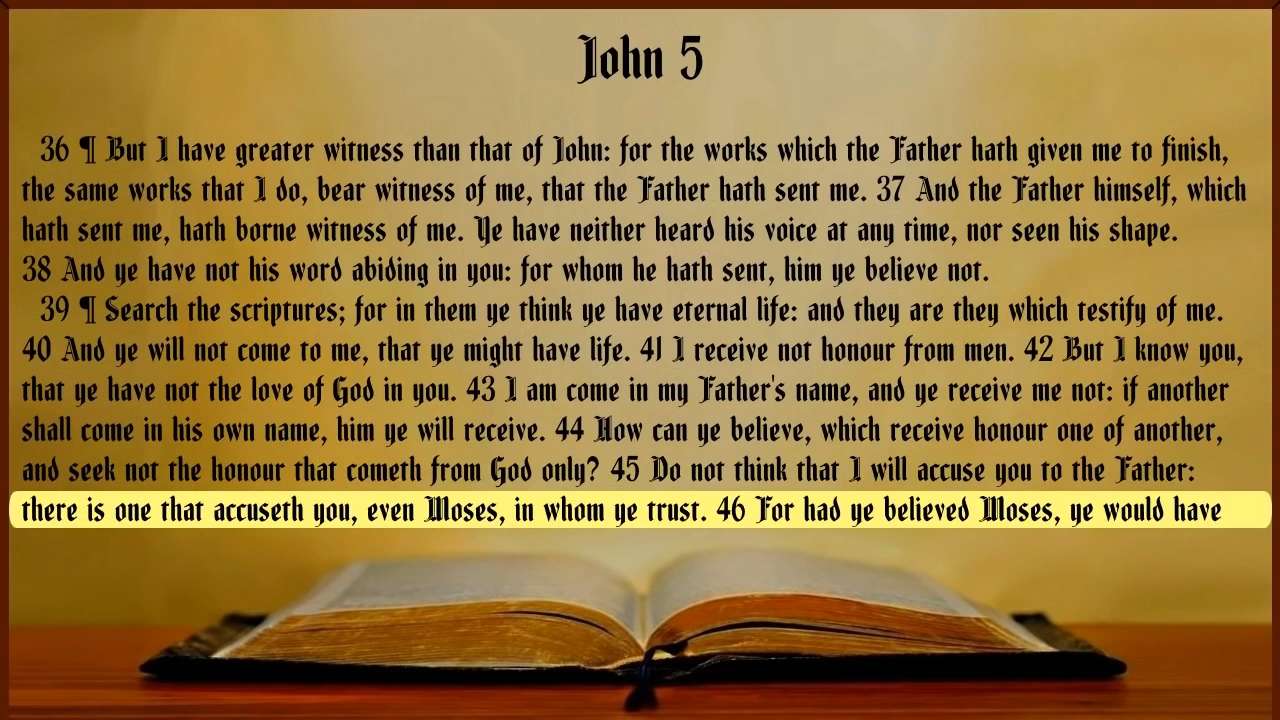 John 5
36 ¶ But I have greater witness than that of John: for the works which the Father hath given me to finish,
the same works that I do, bear witness of me, that the Father hath sent me. 37 And the Father himself, which
hath sent me, hath borne witness of me. Ye have neither heard his voice at any time, nor seen his shape.
38 And ye have not his word abiding in you: for whom he hath sent, him ye believe not.
39 ¶ Search the scriptures; for in them ye think ye have eternal life: and they are they which testify of me.
40 And ye will not come to me, that ye might have life. 41 I receive not honour from men. 42 But I know you,
that ye have not the love of God in you. 43 I am come in my Father's name, and ye receive me not: if another
shall come in his own name, him ye will receive. 44 How can ye believe, which receive honour one of another,
and seek not the honour that cometh from God only? 45 Do not think that I will accuse you to the Father:
there is one that accuseth you, even Moses, in whom ye trust. 46 For had ye believed Moses, ye would have